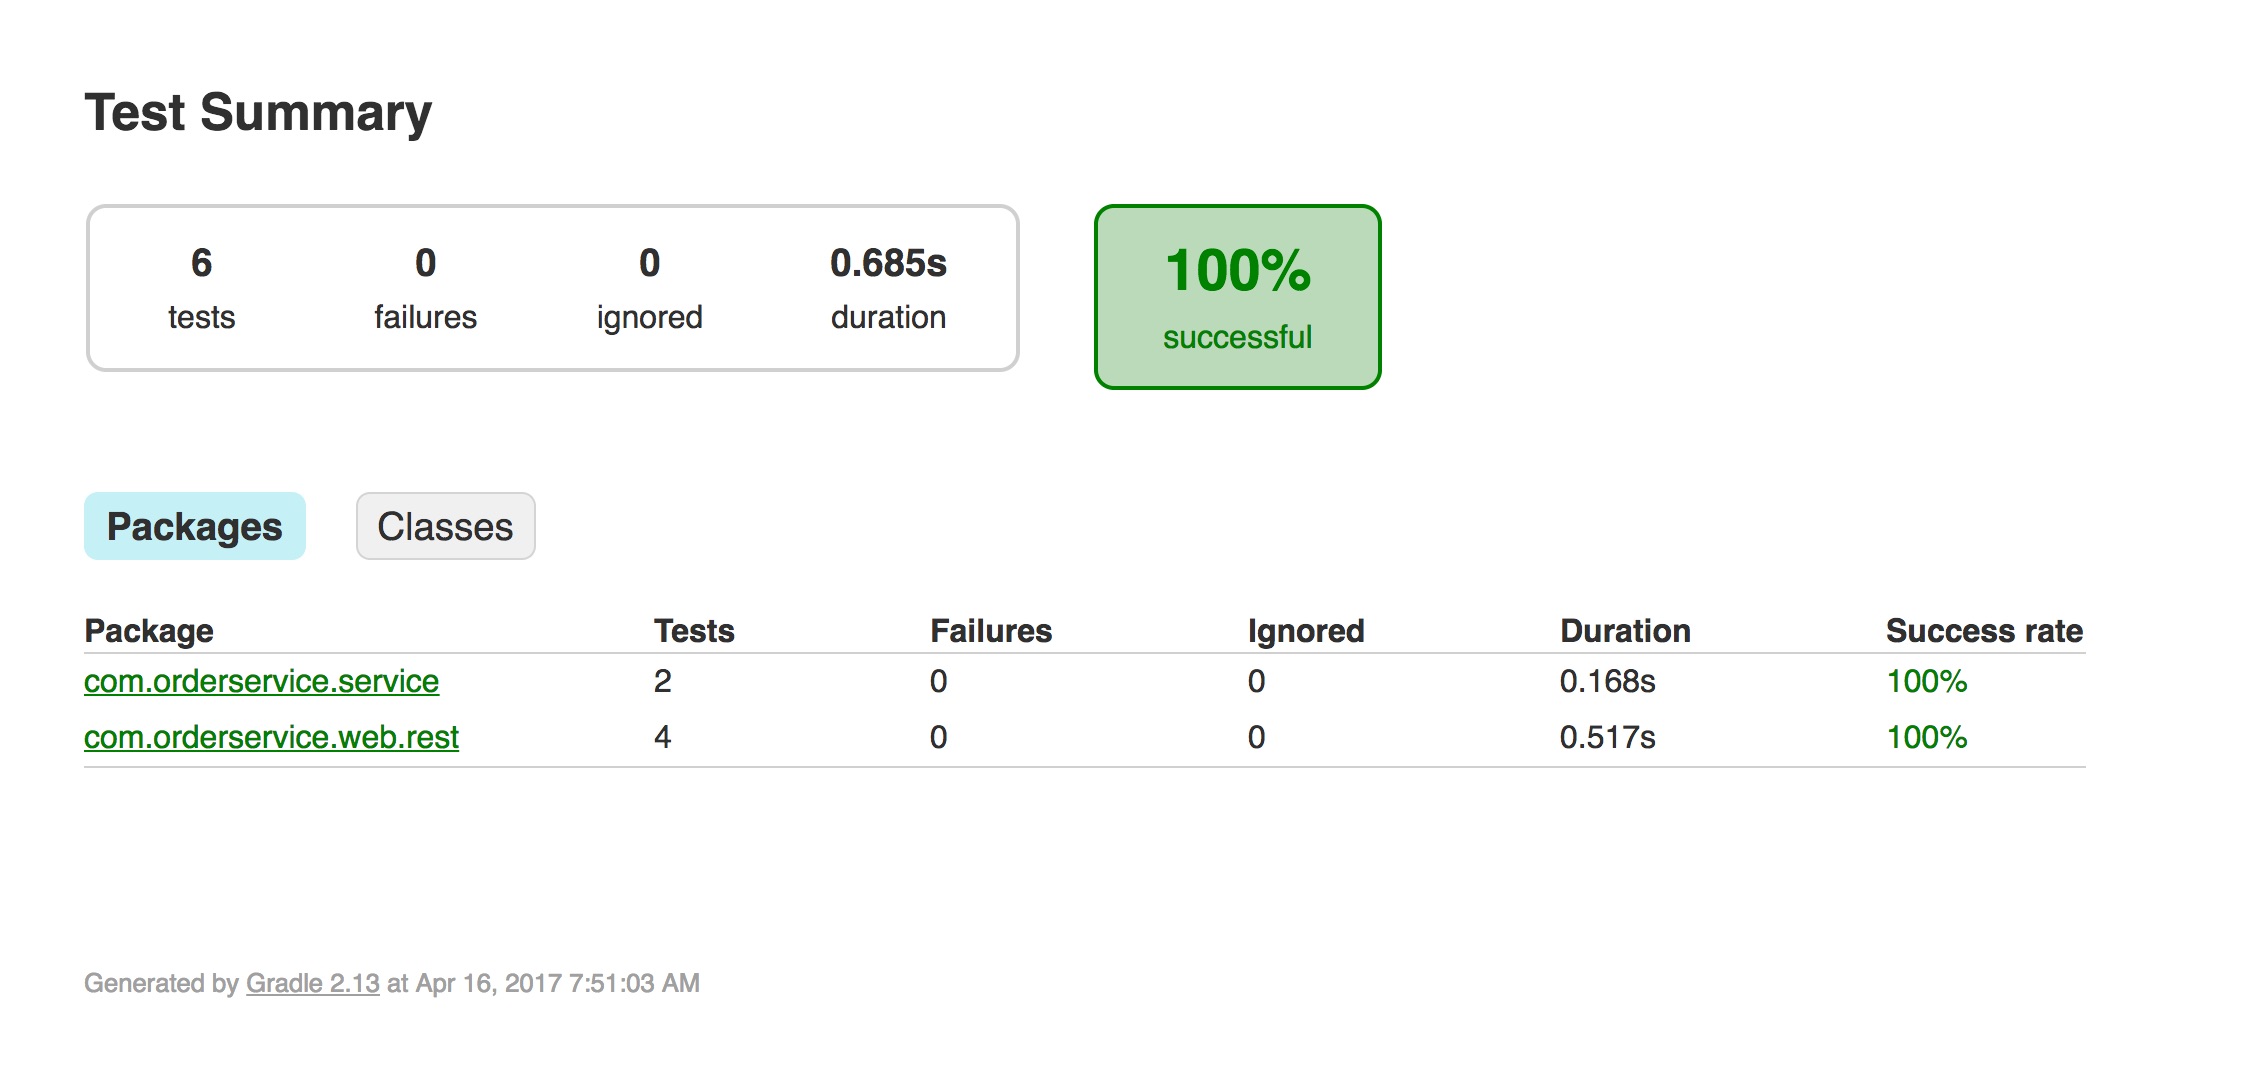 Test Summary
6 0 0 0.685s
tests failures ignored duration
100%
successful
Packages Classes
Package Tests Failures Ignored Duration Success rate
com.orderservice.service 2 0 0 0.168s 100%
com.orderservice.web.rest 4 0 0 0.517s 100%
Generated by Gradle 2.13 at Apr 16, 2017 7:51:03 AM